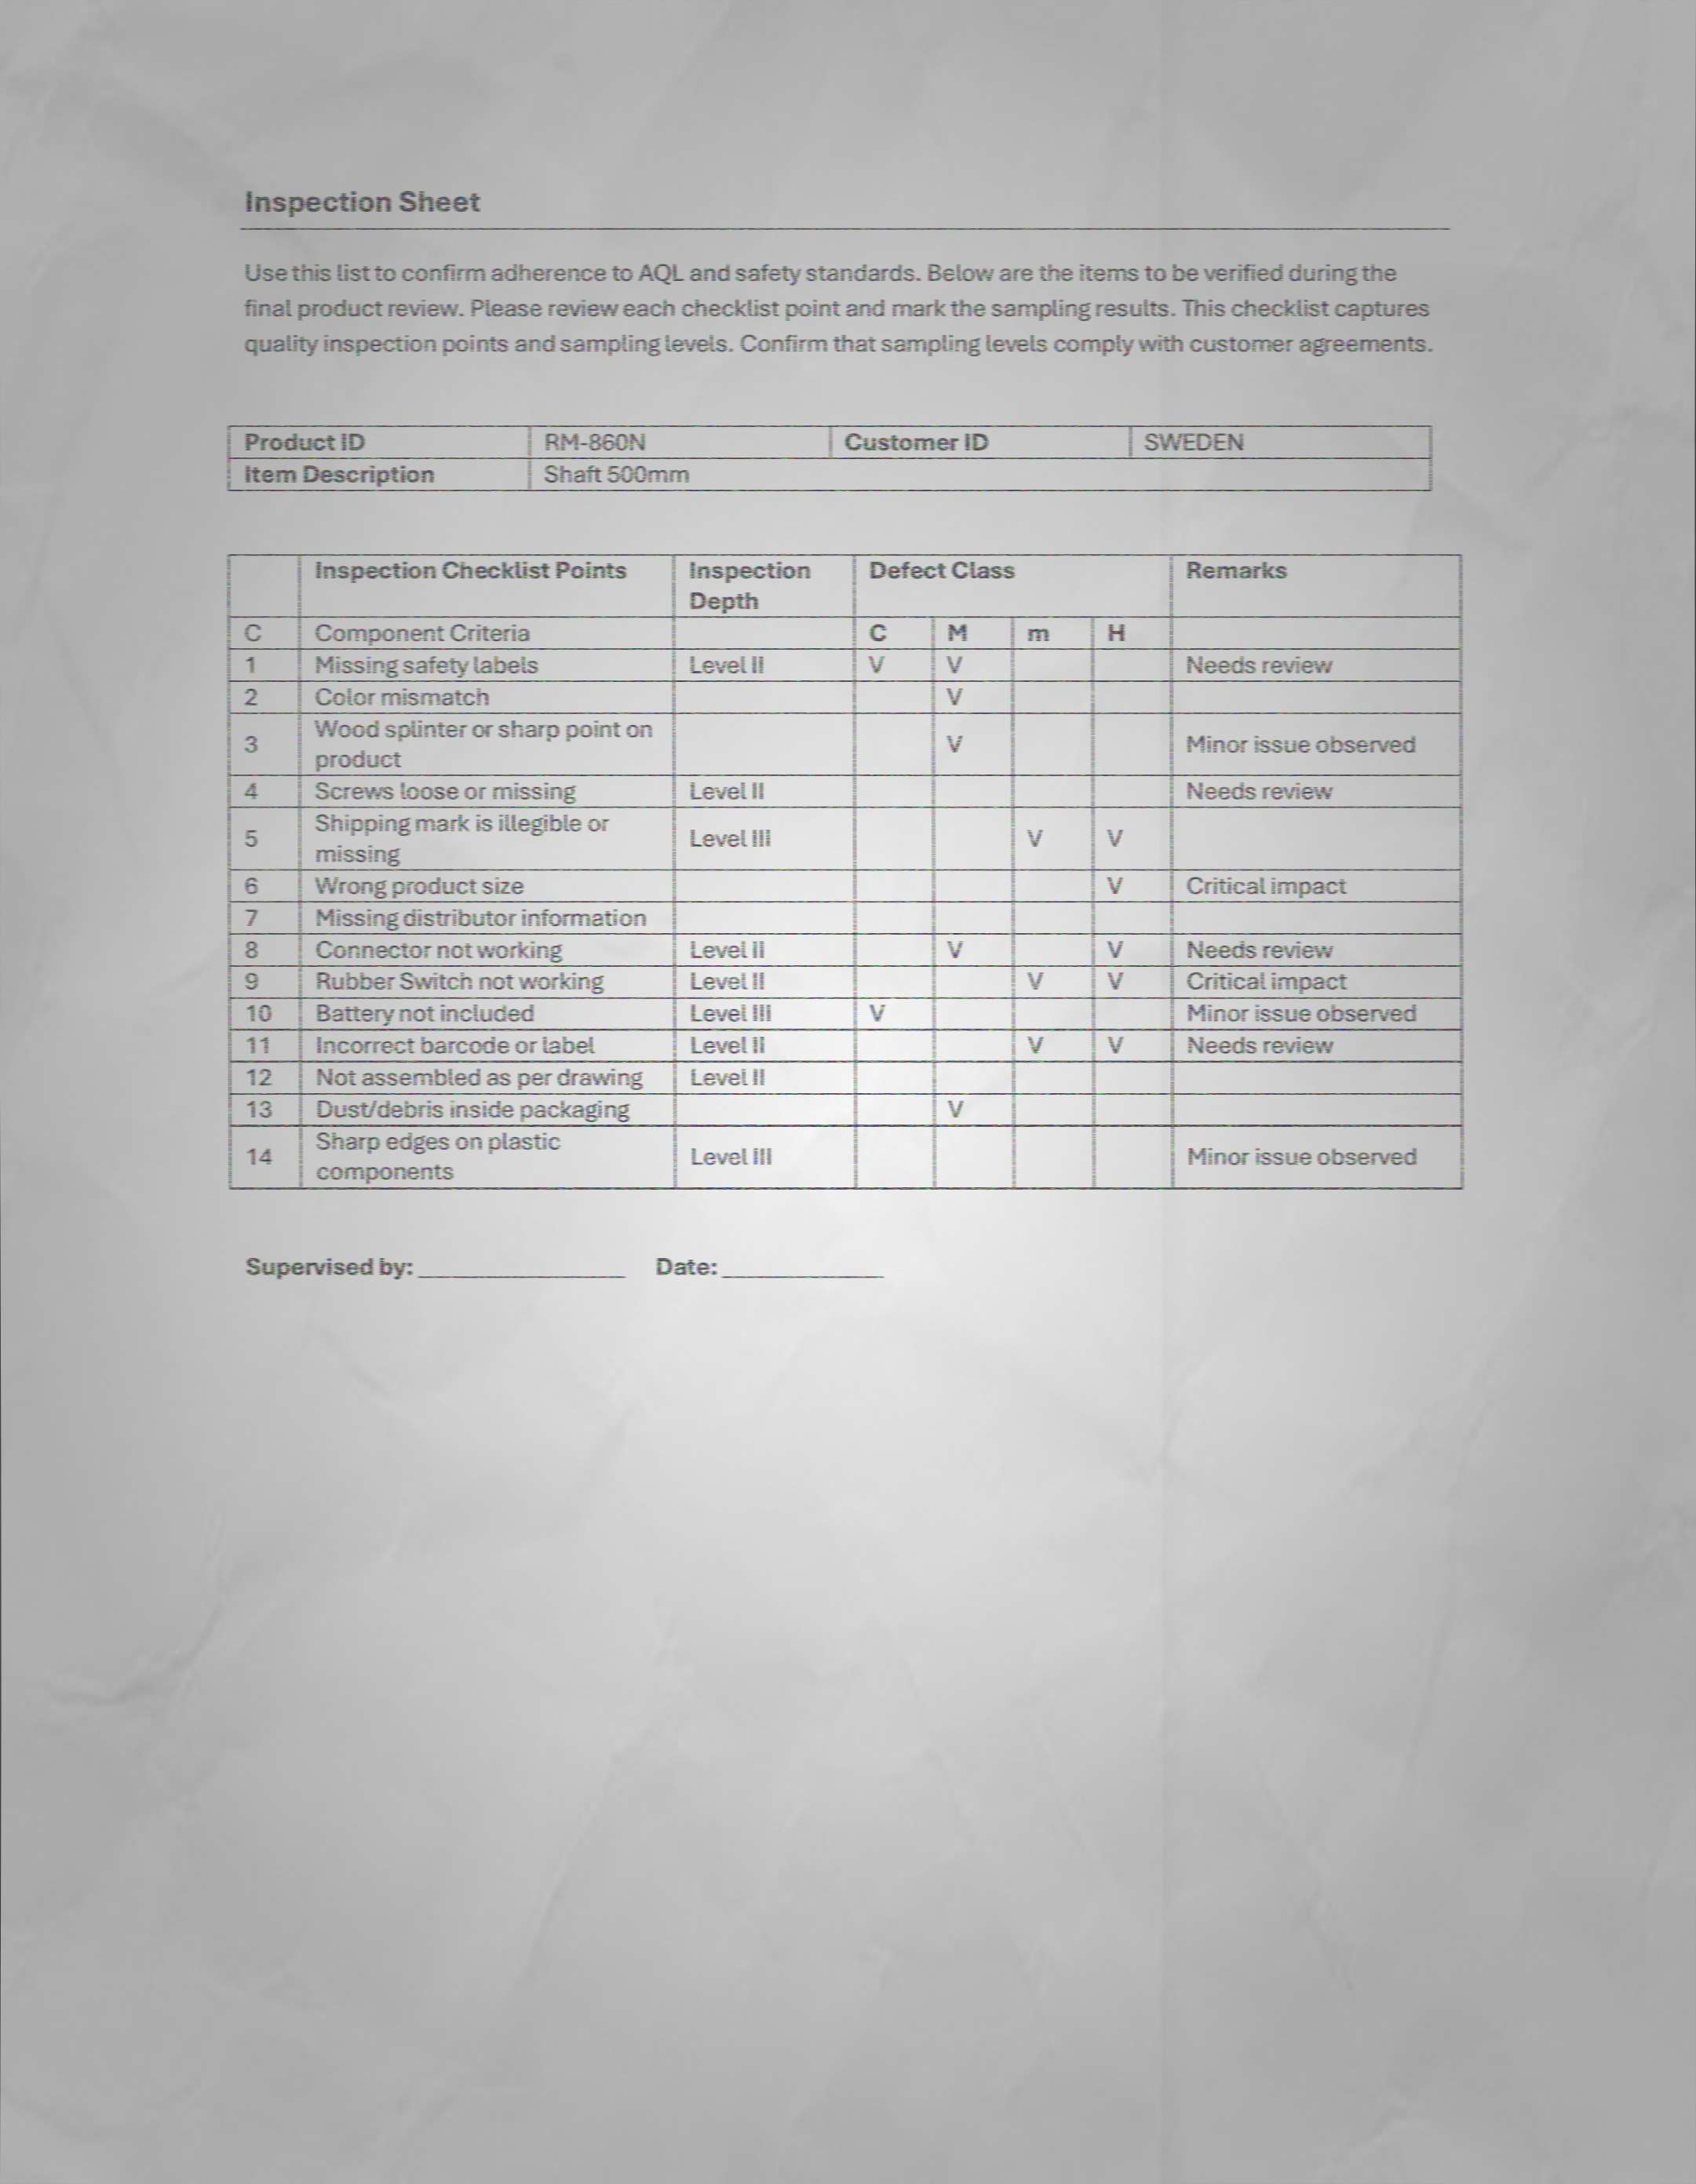 Inspection Sheet
Use this list to confirm adherence to AQL and safety standards. Below are the items to be verified during the
final product review. Please review each checklist point and mark the sampling results. This checklist captures
quality inspection points and sampling levels. Confirm that sampling levels comply with customer agreements.
Product ID RM-860N Customer ID SWEDEN
Item Description Shaft 500mm
Inspection Checklist Points Inspection Defect Class Remarks
Depth
C Component Criteria C M m H
1 Missing safety labels Level II V V Needs review
2 Color mismatch V
Wood splinter or sharp point on
3 V Minor issue observed
product
4 Screws loose or missing Level II Needs review
Shipping mark is illegible or
5 Level III V V
missing
6 Wrong product size V Critical impact
7 Missing distributor information
8 Connector not working Level II V V Needs review
9 Rubber Switch not working Level II V V Critical impact
10 Battery not included Level III V Minor issue observed
11 Incorrect barcode or label Level II V V Needs review
12 Not assembled as per drawing Level II
13 Dust/debris inside packaging V
Sharp edges on plastic
14 Level III Minor issue observed
components
Supervised by: Date: